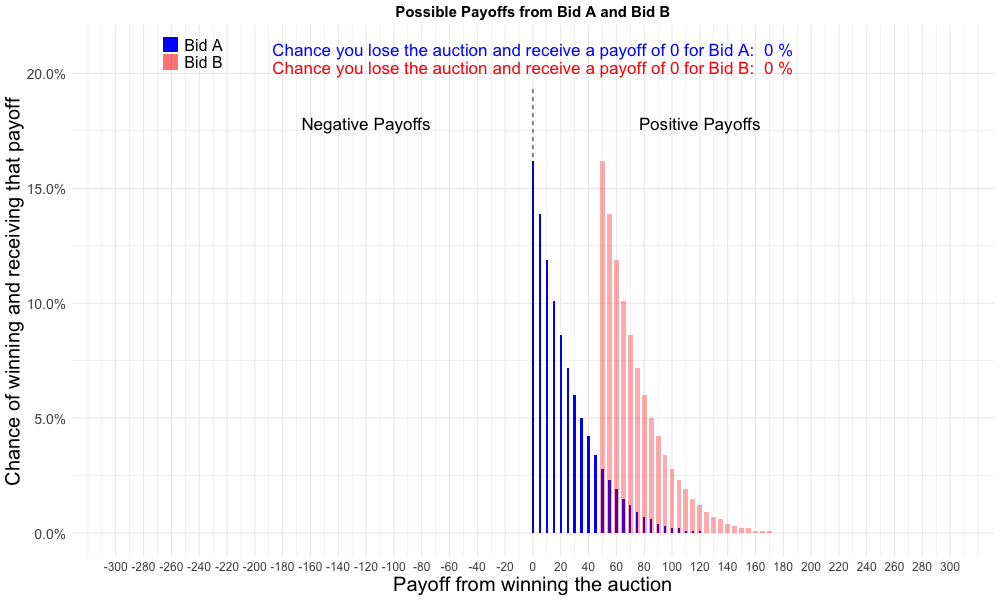 Possible Payoffs from Bid A and Bid B
Bid A
Bid B
Chance you lose the auction and receive a payoff of 0 for Bid A:  0 %
Chance you lose the auction and receive a payoff of 0 for Bid B:  0 %
Negative Payoffs
Positive Payoffs
Chance of winning and receiving that payoff
20.0%
15.0%
10.0%
5.0%
0.0%
-300 -280 -260 -240 -220 -200 -180 -160 -140 -120 -100 -80 -60 -40 -20 0 20 40 60 80 100 120 140 160 180 200 220 240 260 280 300
Payoff from winning the auction